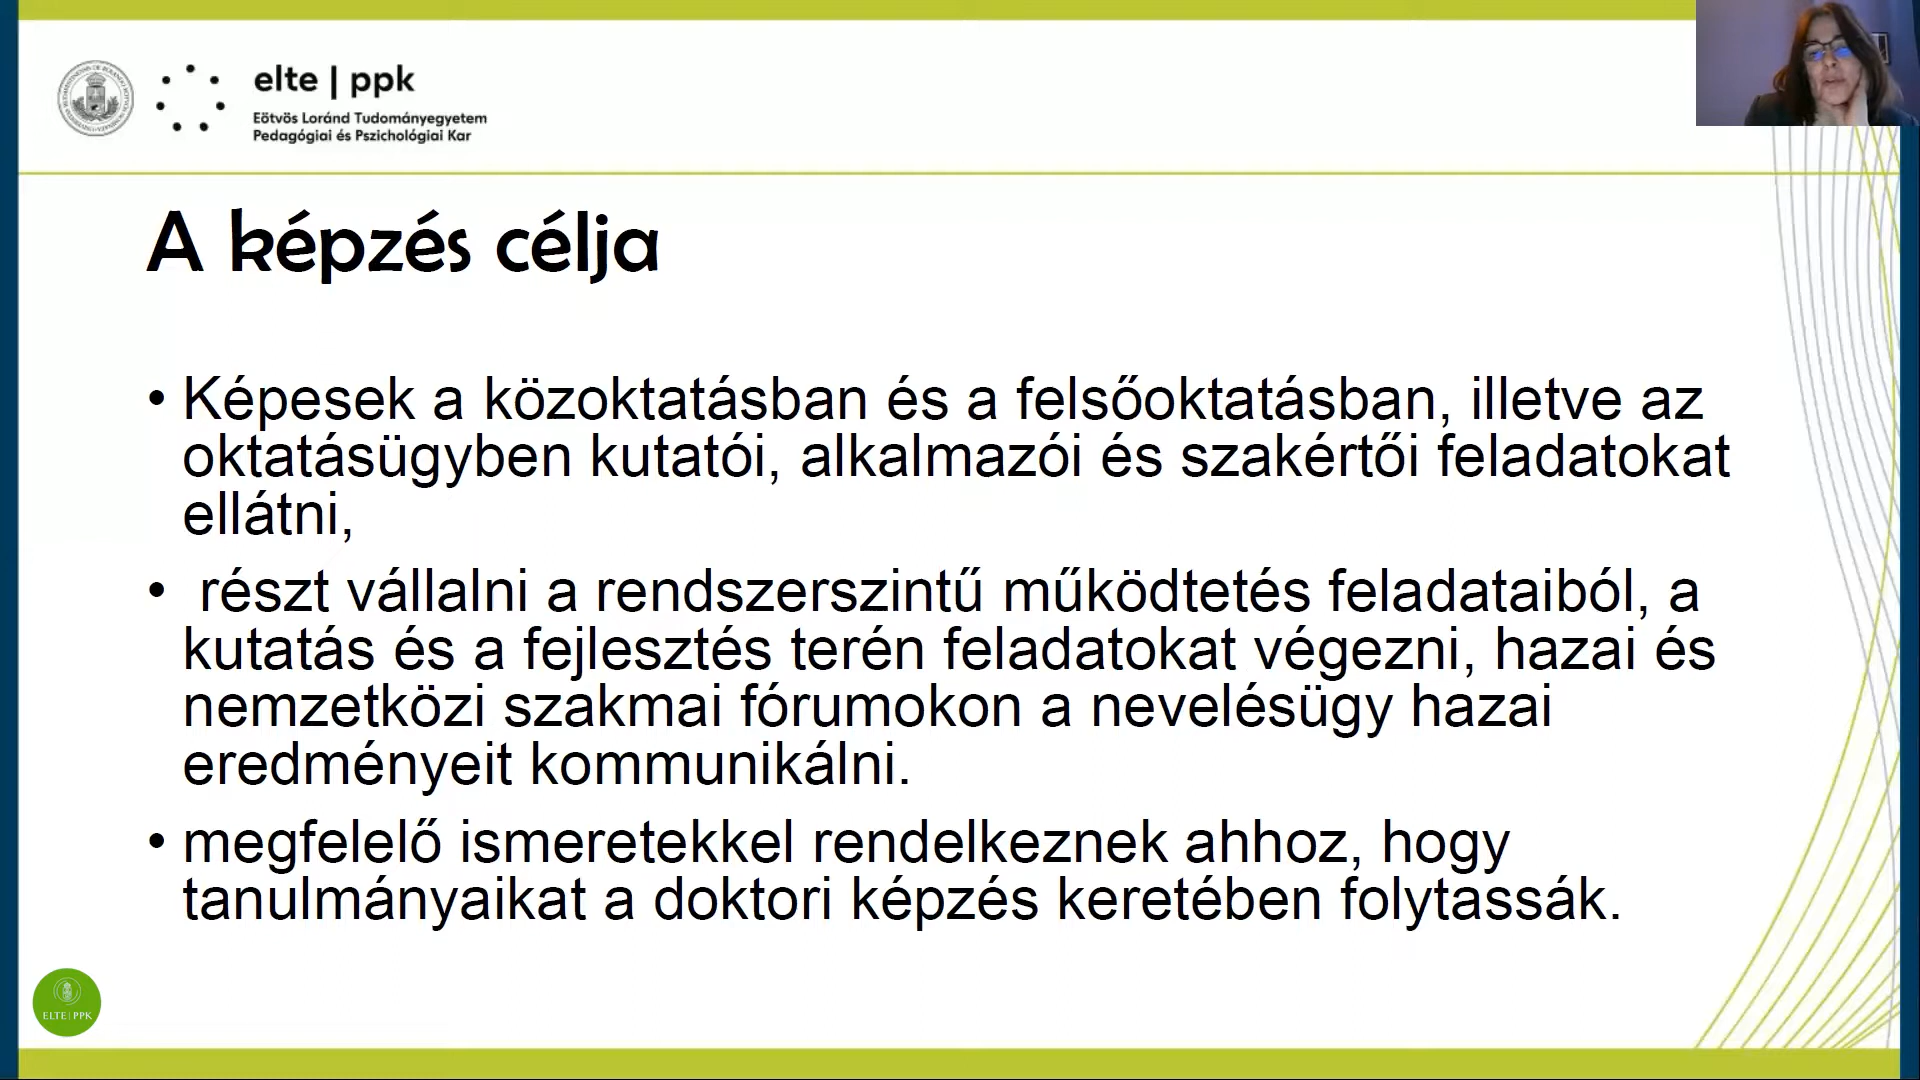 elte | ppk
Eötvös Loránd Tudományegyetem
Pedagógiai és Pszichológiai Kar
A képzés célja
• Képesek a közoktatásban és a felsőoktatásban, illetve az
oktatásügyben kutatói, alkalmazói és szakértői feladatokat
ellátni,
• részt vállalni a rendszerszintű működtetés feladataiból, a
kutatás és a fejlesztés terén feladatokat végezni, hazai és
nemzetközi szakmai fórumokon a nevelésügy hazai
eredményeit kommunikálni.
• megfelelő ismeretekkel rendelkeznek ahhoz, hogy
tanulmányaikat a doktori képzés keretében folytassák.
ELTE | PPK